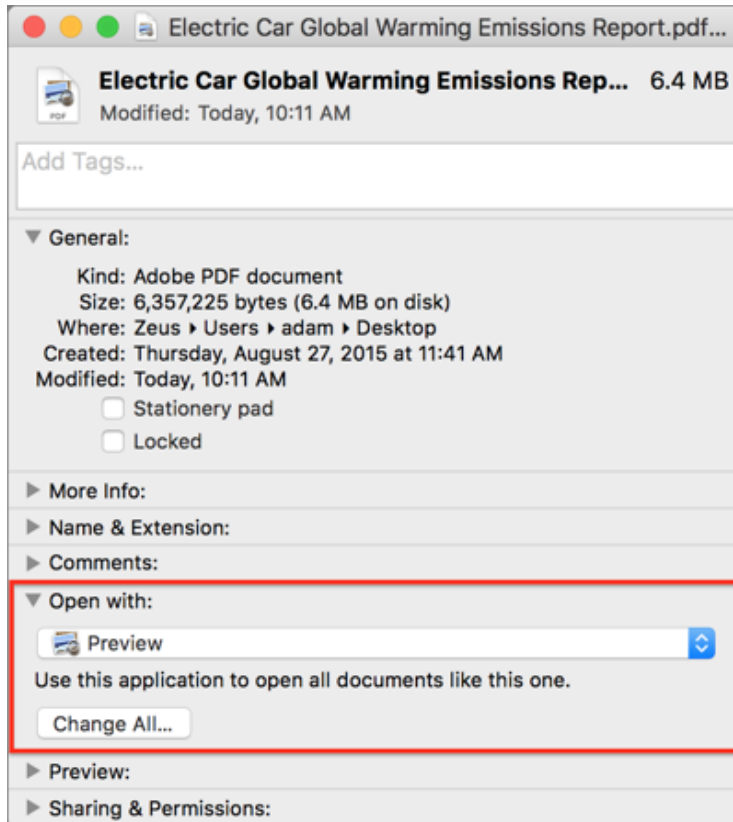 Electric Car Global Warming Emissions Report.pdf...
Electric Car Global Warming Emissions Rep... 6.4 MB
Modified: Today, 10:11 AM
PDF
Add Tags...
General:
Kind: Adobe PDF document
Size: 6,357,225 bytes (6.4 MB on disk)
Where: Zeus ▸ Users ▸ adam ▸ Desktop
Created: Thursday, August 27, 2015 at 11:41 AM
Modified: Today, 10:11 AM
Stationery pad
Locked
More Info:
Name & Extension:
Comments:
Open with:
Preview
Use this application to open all documents like this one.
Change All...
Preview:
Sharing & Permissions: